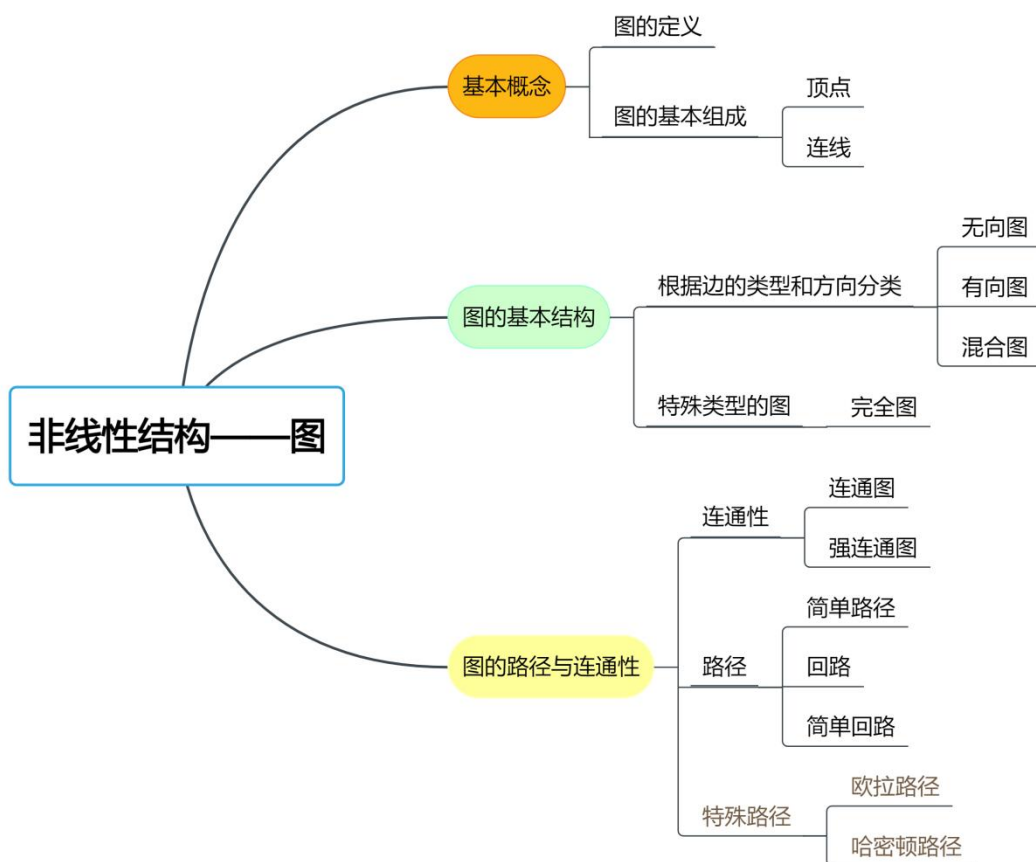 非线性结构——图
基本概念
图的定义
图的基本组成
顶点
连线
图的基本结构
根据边的类型和方向分类
无向图
有向图
混合图
特殊类型的图
完全图
图的路径与连通性
连通性
连通图
强连通图
路径
简单路径
回路
简单回路
特殊路径
欧拉路径
哈密顿路径